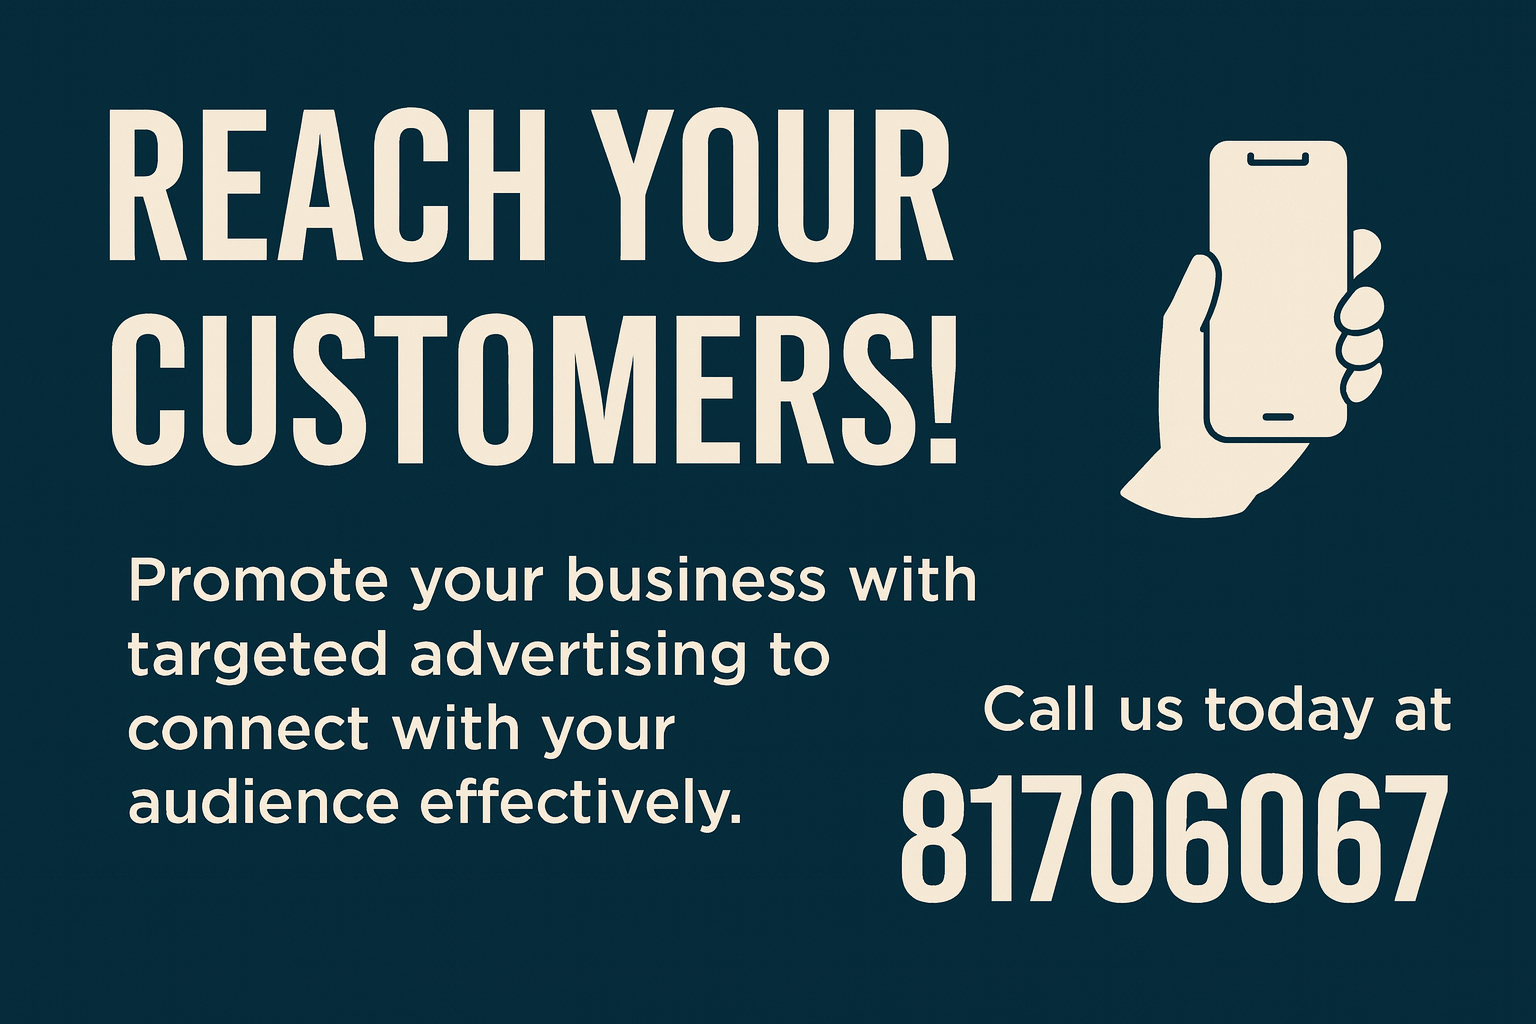 REACH YOUR
CUSTOMERS!
Promote your business with
targeted advertising to
connect with your
audience effectively.
Call us today at
81706067